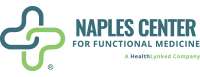 NAPLES CENTER
FOR FUNCTIONAL MEDICINE
A HealthLynked Company
®